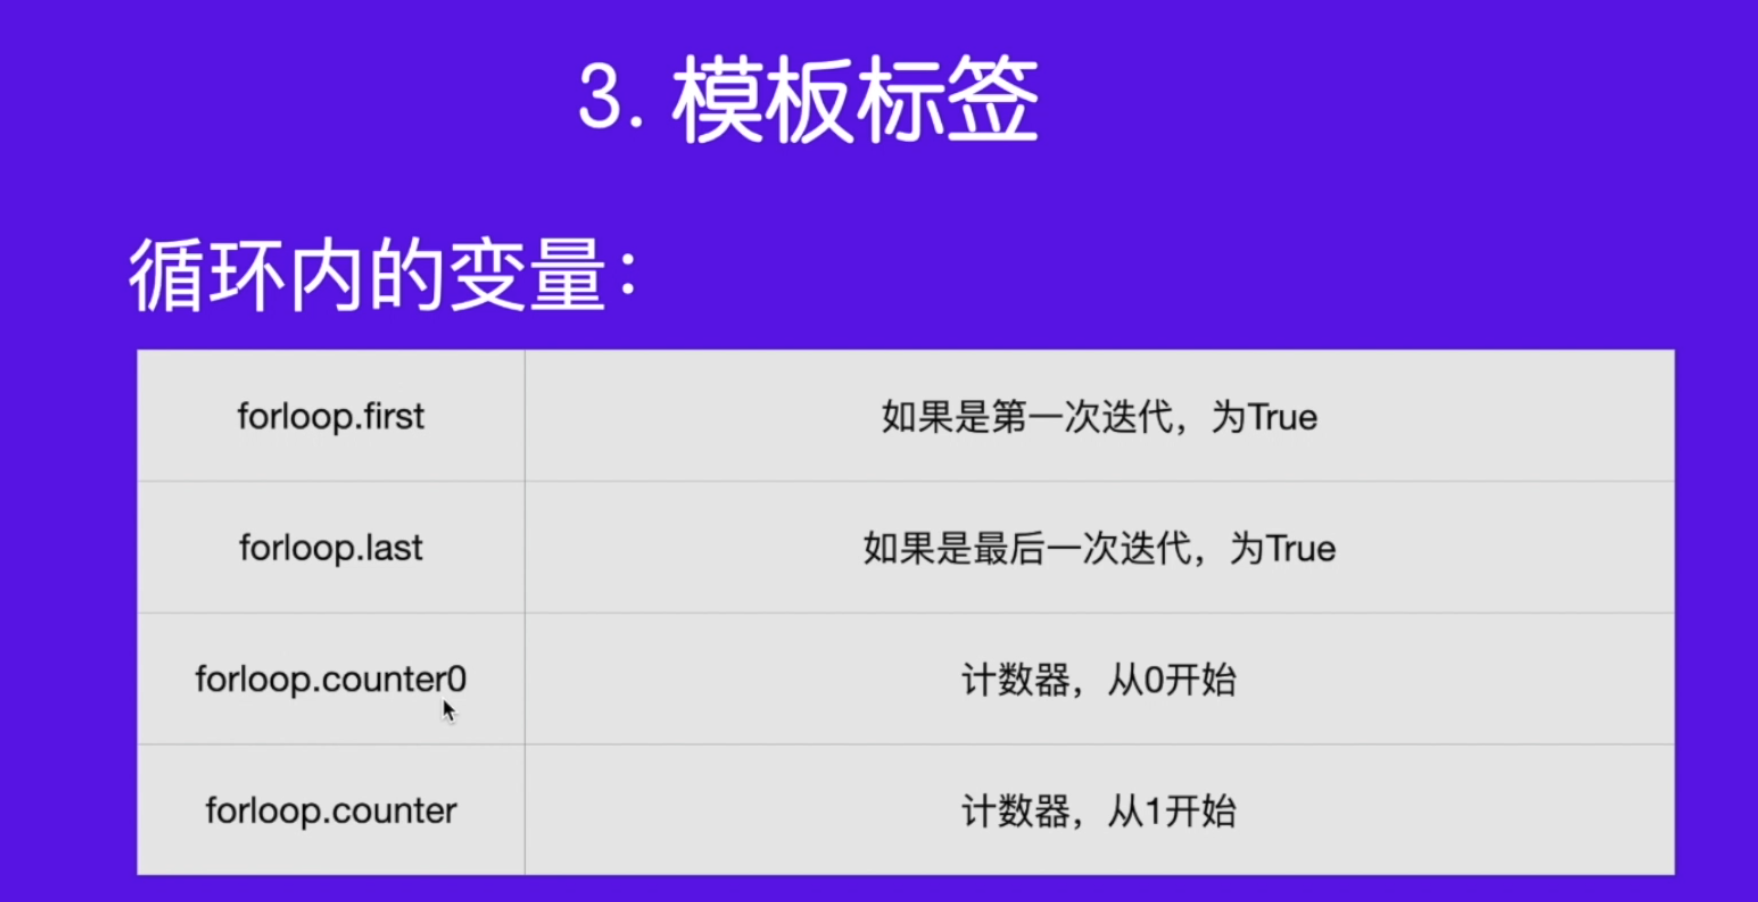 3. 模板标签
循环内的变量：
forloop.first 如果是第一次迭代，为True
forloop.last 如果是最后一次迭代，为True
forloop.counter0 计数器，从0开始
forloop.counter 计数器，从1开始